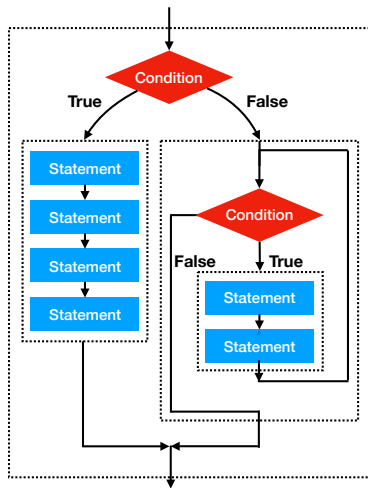 Condition
True
False
Statement
Statement
Statement
Statement
Condition
False
True
Statement
Statement